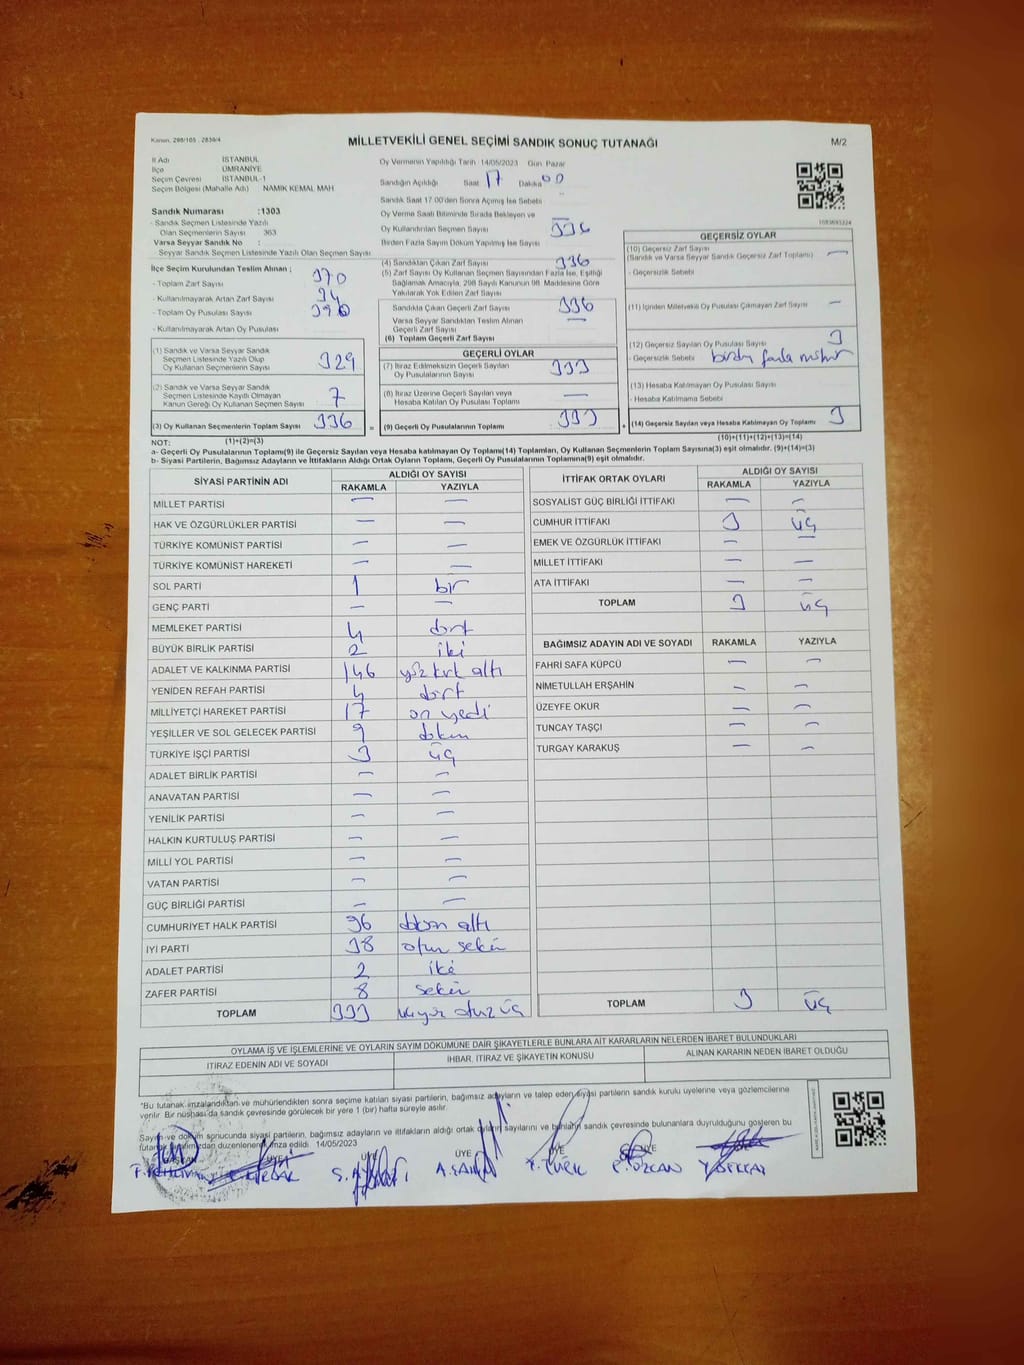 Kanun. 298/105 , 2839/4
MİLLETVEKİLİ GENEL SEÇİMİ SANDIK SONUÇ TUTANAĞI
M/2
İl Adı İSTANBUL
İlçe ÜMRANİYE
Seçim Çevresi İSTANBUL-1
Seçim Bölgesi (Mahalle Adı) NAMIK KEMAL MAH
Sandık Numarası :1303
- Sandık Seçmen Listesinde Yazılı
Olan Seçmenlerin Sayısı 363
Varsa Seyyar Sandık No :
- Seyyar Sandık Seçmen Listesinde Yazılı Olan Seçmen Sayısı
İlçe Seçim Kurulundan Teslim Alınan ;
- Toplam Zarf Sayısı 370
- Kullanılmayarak Artan Zarf Sayısı 34
- Toplam Oy Pusulası Sayısı
- Kullanılmayarak Artan Oy Pusulası
(1) Sandık ve Varsa Seyyar Sandık
Seçmen Listesinde Yazılı Olup
Oy Kullanan Seçmenlerin Sayısı 329
(2) Sandık ve Varsa Seyyar Sandık
Seçmen Listesinde Kayıtlı Olmayan
Kanun Gereği Oy Kullanan Seçmen Sayısı 7
(3) Oy Kullanan Seçmenlerin Toplam Sayısı 336
Oy Vermenin Yapıldığı Tarih 14/05/2023 Gün Pazar
Sandığın Açıldığı Saat 17 Dakika 00
Sandık Saat 17.00'den Sonra Açımış İse Sebebi
Oy Verme Saati Bitiminde Sırada Bekleyen ve
Oy Kullandırılan Seçmen Sayısı —
Birden Fazla Sayım Döküm Yapılmış İse Sayısı 336
(4) Sandıktan Çıkan Zarf Sayısı 336
(5) Zarf Sayısı Oy Kullanan Seçmen Sayısından Fazla İse, Eşitliği
Sağlamak Amacıyla, 298 Sayılı Kanunun 98. Maddesine Göre
Yakılarak Yok Edilen Zarf Sayısı
Sandıkta Çıkan Geçerli Zarf Sayısı 336
Varsa Seyyar Sandıktan Teslim Alınan
Geçerli Zarf Sayısı —
(6) Toplam Geçerli Zarf Sayısı
GEÇERLİ OYLAR
(7) İtiraz Edilmeksizin Geçerli Sayılan
Oy Pusulalarının Sayısı 333
(8) İtiraz Üzerine Geçerli Sayılan veya
Hesaba Katılan Oy Pusulası Toplamı —
= (9) Geçerli Oy Pusulalarının Toplamı 333
GEÇERSİZ OYLAR
(10) Geçersiz Zarf Sayısı
(Sandık ve Varsa Seyyar Sandık Geçersiz Zarf Toplamı) —
- Geçersizlik Sebebi
(11) İçinden Milletvekili Oy Pusulası Çıkmayan Zarf Sayısı —
(12) Geçersiz Sayılan Oy Pusulası Sayısı 3
- Geçersizlik Sebebi birden fazla mühür
(13) Hesaba Katılmayan Oy Pusulası Sayısı
- Hesaba Katılmama Sebebi
+ (14) Geçersiz Sayılan veya Hesaba Katılmayan Oy Toplamı 3
NOT: (1)+(2)=(3) (10)+(11)+(12)+(13)=(14)
a- Geçerli Oy Pusulalarının Toplamı(9) ile Geçersiz Sayılan veya Hesaba katılmayan Oy Toplamı(14) Toplamları, Oy Kullanan Seçmenlerin Toplam Sayısına(3) eşit olmalıdır. (9)+(14)=(3)
b- Siyasi Partilerin, Bağımsız Adayların ve İttifakların Aldığı Ortak Oyların Toplamı, Geçerli Oy Pusulalarının Toplamına(9) eşit olmalıdır.
SİYASİ PARTİNİN ADI ALDIĞI OY SAYISI
RAKAMLA YAZIYLA
MİLLET PARTİSİ — —
HAK VE ÖZGÜRLÜKLER PARTİSİ — —
TÜRKİYE KOMÜNİST PARTİSİ — —
TÜRKİYE KOMÜNİST HAREKETİ — —
SOL PARTİ 1 bir
GENÇ PARTİ — —
MEMLEKET PARTİSİ 4 dört
BÜYÜK BİRLİK PARTİSİ 2 iki
ADALET VE KALKINMA PARTİSİ 146 yüz kırk altı
YENİDEN REFAH PARTİSİ 4 dört
MİLLİYETÇİ HAREKET PARTİSİ 17 on yedi
YEŞİLLER VE SOL GELECEK PARTİSİ 9 dokuz
TÜRKİYE İŞÇİ PARTİSİ 3 üç
ADALET BİRLİK PARTİSİ — —
ANAVATAN PARTİSİ — —
YENİLİK PARTİSİ — —
HALKIN KURTULUŞ PARTİSİ — —
MİLLİ YOL PARTİSİ — —
VATAN PARTİSİ — —
GÜÇ BİRLİĞİ PARTİSİ — —
CUMHURİYET HALK PARTİSİ 96 doksan altı
İYİ PARTİ 38 otuz sekiz
ADALET PARTİSİ 2 iki
ZAFER PARTİSİ 8 sekiz
TOPLAM 333 üçyüz otuz üç
İTTİFAK ORTAK OYLARI ALDIĞI OY SAYISI
RAKAMLA YAZIYLA
SOSYALİST GÜÇ BİRLİĞİ İTTİFAKI — —
CUMHUR İTTİFAKI 3 üç
EMEK VE ÖZGÜRLÜK İTTİFAKI — —
MİLLET İTTİFAKI — —
ATA İTTİFAKI — —
TOPLAM 3 üç
BAĞIMSIZ ADAYIN ADI VE SOYADI RAKAMLA YAZIYLA
FAHRİ SAFA KÜPCÜ — —
NİMETULLAH ERŞAHİN — —
ÜZEYFE OKUR — —
TUNCAY TAŞÇI — —
TURGAY KARAKUŞ — —
TOPLAM 3 üç
OYLAMA İŞ VE İŞLEMLERİNE VE OYLARIN SAYIM DÖKÜMÜNE DAİR ŞİKAYETLERLE BUNLARA AİT KARARLARIN NELERDEN İBARET BULUNDUKLARI
İTİRAZ EDENİN ADI VE SOYADI İHBAR, İTİRAZ VE ŞİKAYETİN KONUSU ALINAN KARARIN NEDEN İBARET OLDUĞU
"Bu tutanak imzalandıktan ve mühürlendikten sonra seçime katılan siyasi partilerin, bağımsız adayların ve talep eden siyasi partilerin sandık kurulu üyelerine veya gözlemcilerine
verilir. Bir nüshası da sandık çevresinde görülecek bir yere 1 (bir) hafta süreyle asılır.
Sayım ve döküm sonucunda siyasi partilerin, bağımsız adayların ve ittifakların aldığı ortak oyların sayılarını ve bunların sandık çevresinde bulunanlara duyrulduğunu gösteren bu
imza edildi. 14/05/2023
ÜYE
A.
F. TÜRK
R. ÖZCAN